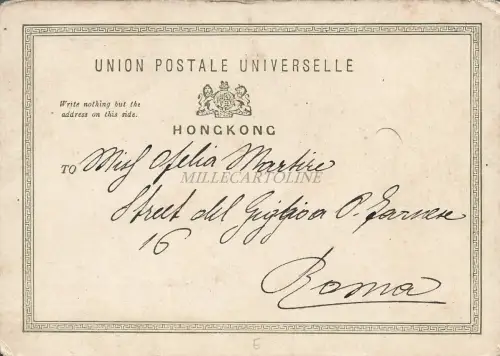 UNION POSTALE UNIVERSELLE
Write nothing but the
address on this side.
HONGKONG
TO Miss Ofelia Martire
MILLECARTOLINE
Street del Giglio a P. Farnese
16
Roma
E